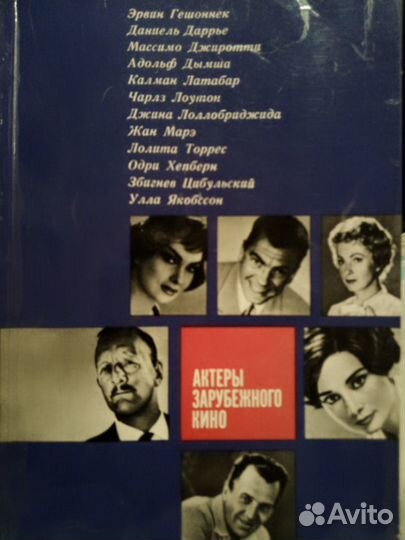 Эрвин Гешоннек
Даниель Даррье
Массимо Джиротти
Адольф Дымша
Калман Латабар
Чарлз Лоутон
Джина Лоллобриджида
Жан Марэ
Лолита Торрес
Одри Хепберн
Збигнев Цибульский
Улла Якобссон
АКТЕРЫ
ЗАРУБЕЖНОГО
КИНО
Avito